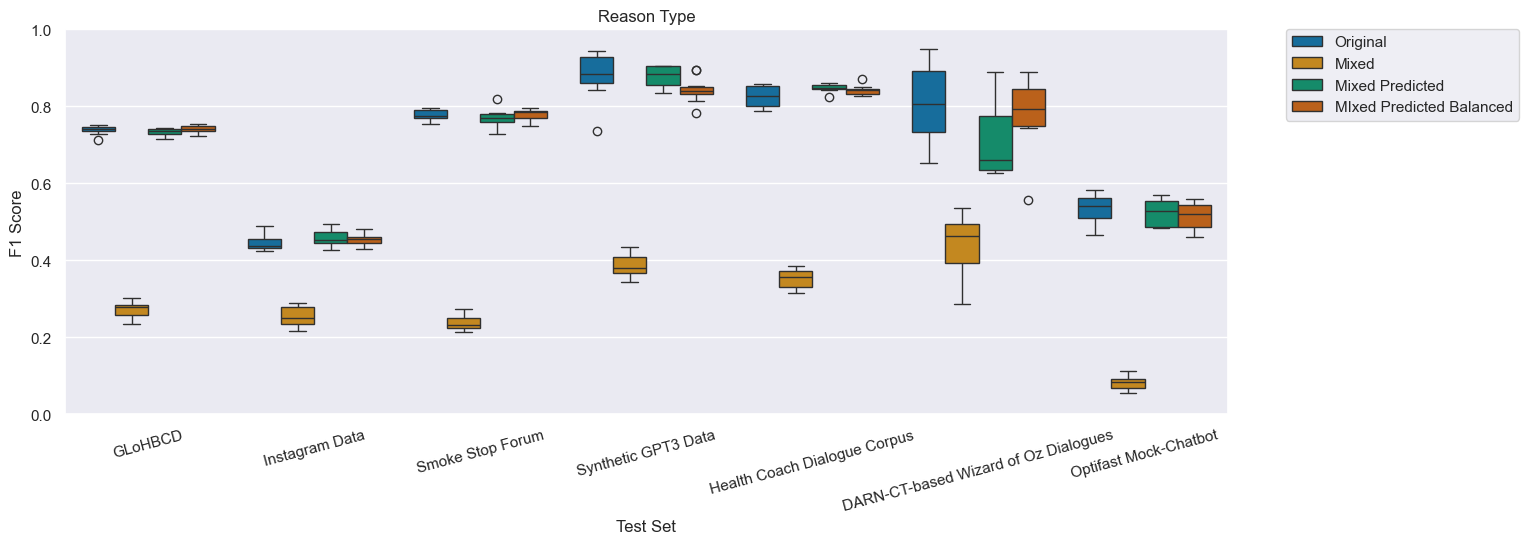 Reason Type
1.0
0.8
0.6
0.4
0.2
0.0
F1 Score
GLoHBCD
Instagram Data
Smoke Stop Forum
Synthetic GPT3 Data
Health Coach Dialogue Corpus
DARN-CT-based Wizard of Oz Dialogues
Optifast Mock-Chatbot
Test Set
Original
Mixed
Mixed Predicted
MIxed Predicted Balanced